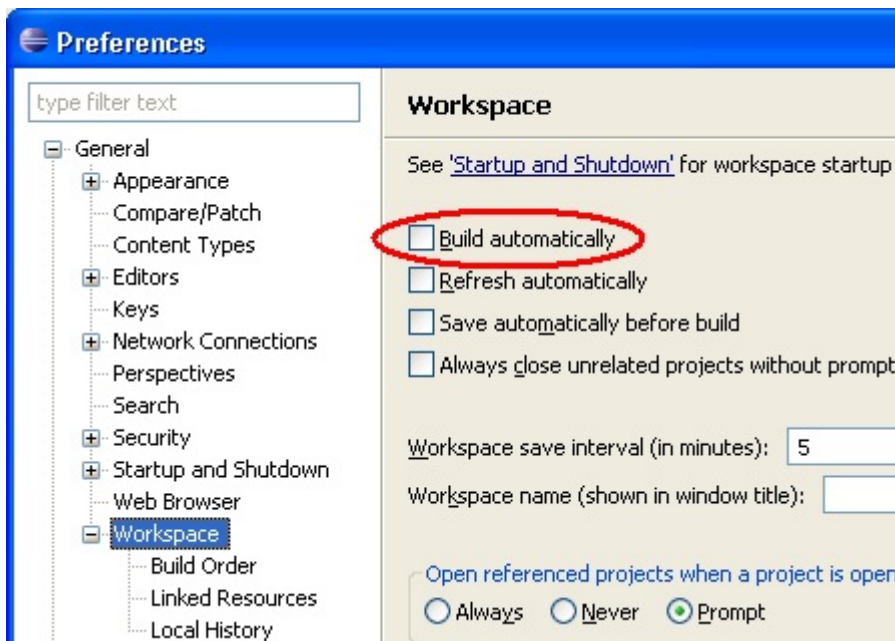 Preferences
type filter text
General
Appearance
Compare/Patch
Content Types
Editors
Keys
Network Connections
Perspectives
Search
Security
Startup and Shutdown
Web Browser
Workspace
Build Order
Linked Resources
Local History
Workspace
See 'Startup and Shutdown' for workspace startup
Build automatically
Refresh automatically
Save automatically before build
Always close unrelated projects without prompt
Workspace save interval (in minutes): 5
Workspace name (shown in window title):
Open referenced projects when a project is open
Always Never Prompt